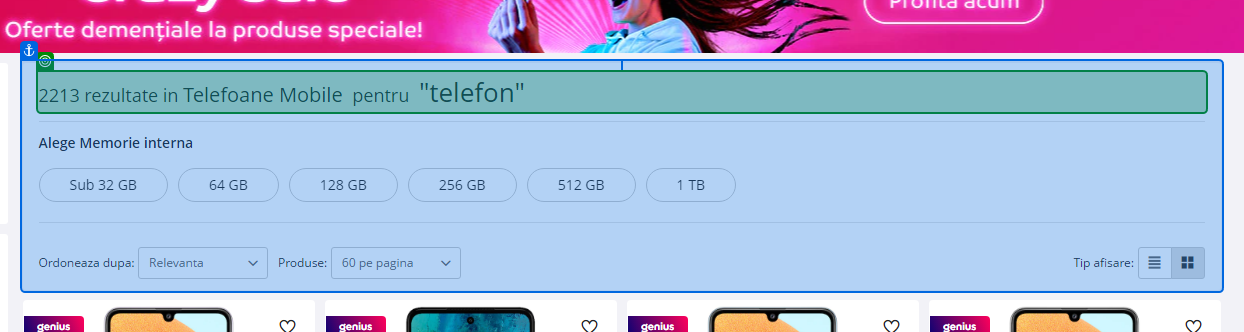 Profita acum
Oferte demențiale la produse speciale!
2213 rezultate in Telefoane Mobile pentru "telefon"
Alege Memorie interna
Sub 32 GB 64 GB 128 GB 256 GB 512 GB 1 TB
Ordoneaza dupa: Relevanta Produse: 60 pe pagina Tip afisare:
genius genius genius genius